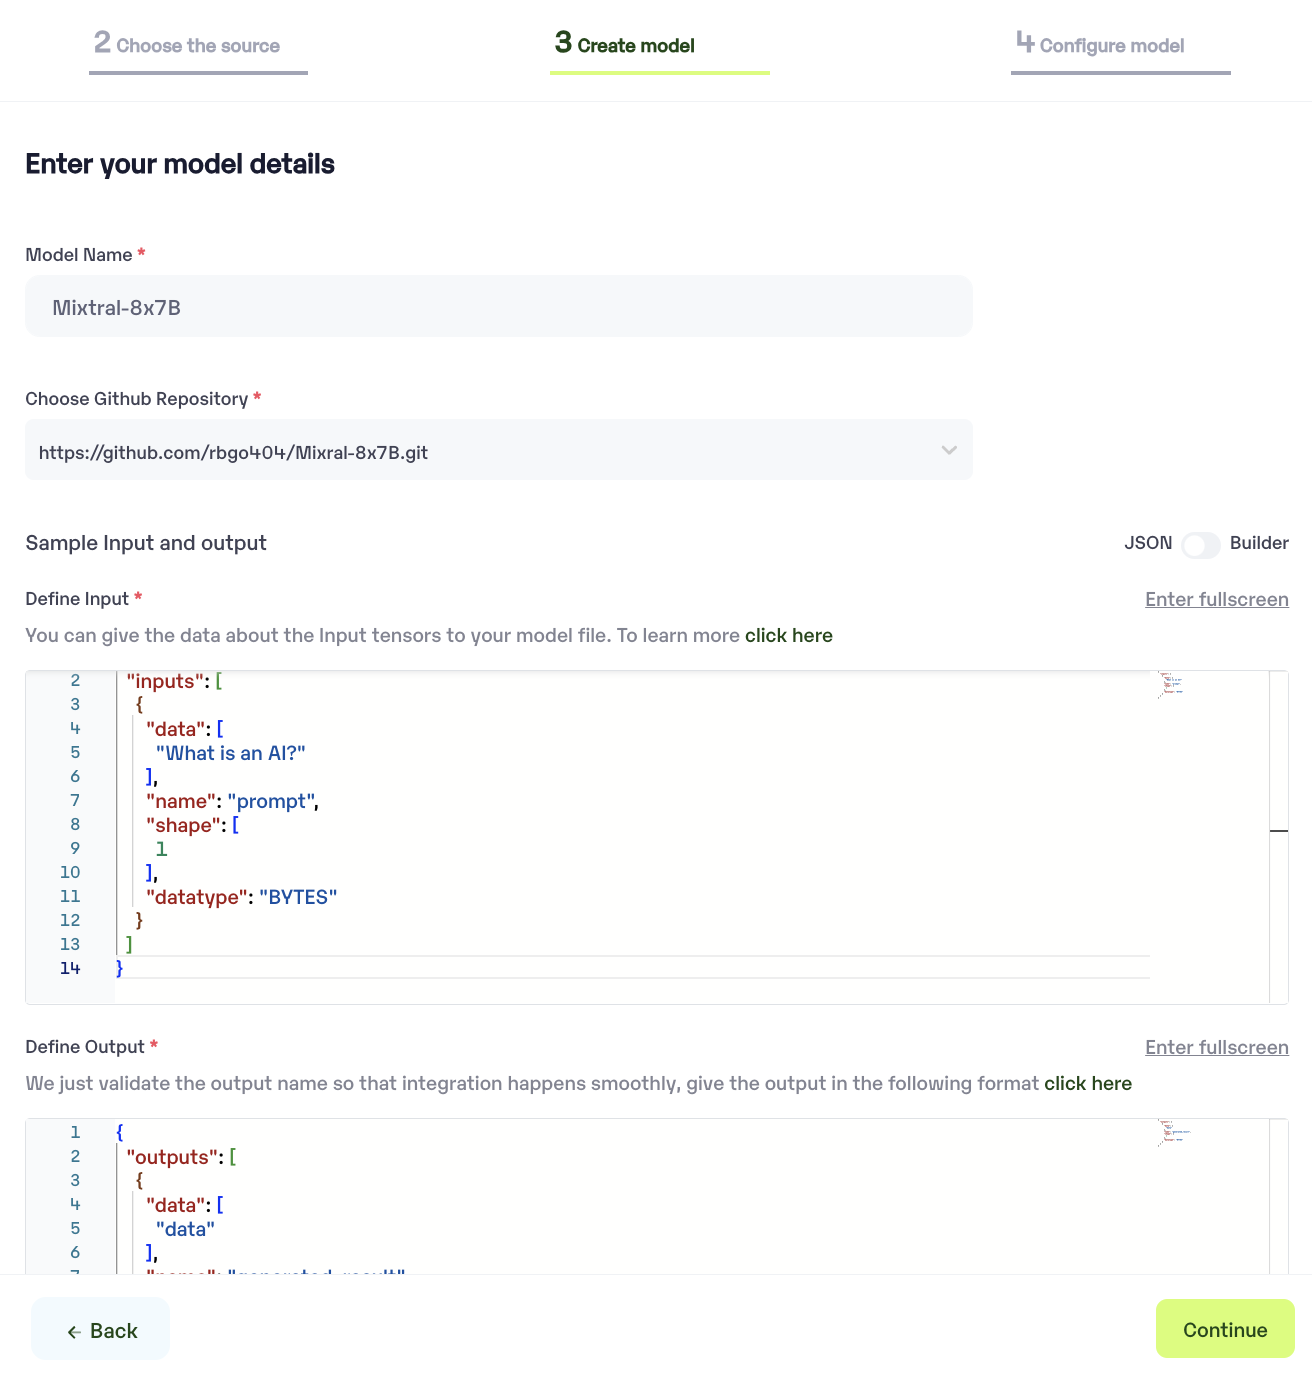 2 Choose the source
3 Create model
4 Configure model
Enter your model details
Model Name *
Mixtral-8x7B
Choose Github Repository *
https://github.com/rbgo404/Mixral-8x7B.git
Sample Input and output
JSON Builder
Define Input *
Enter fullscreen
You can give the data about the Input tensors to your model file. To learn more click here
2 "inputs": [
3 {
4 "data": [
5 "What is an AI?"
6 ],
7 "name": "prompt",
8 "shape": [
9 1
10 ],
11 "datatype": "BYTES"
12 }
13 ]
14 }
Define Output *
Enter fullscreen
We just validate the output name so that integration happens smoothly, give the output in the following format click here
1 {
2 "outputs": [
3 {
4 "data": [
5 "data"
6 ],
7 "name": "generated_result"
← Back
Continue